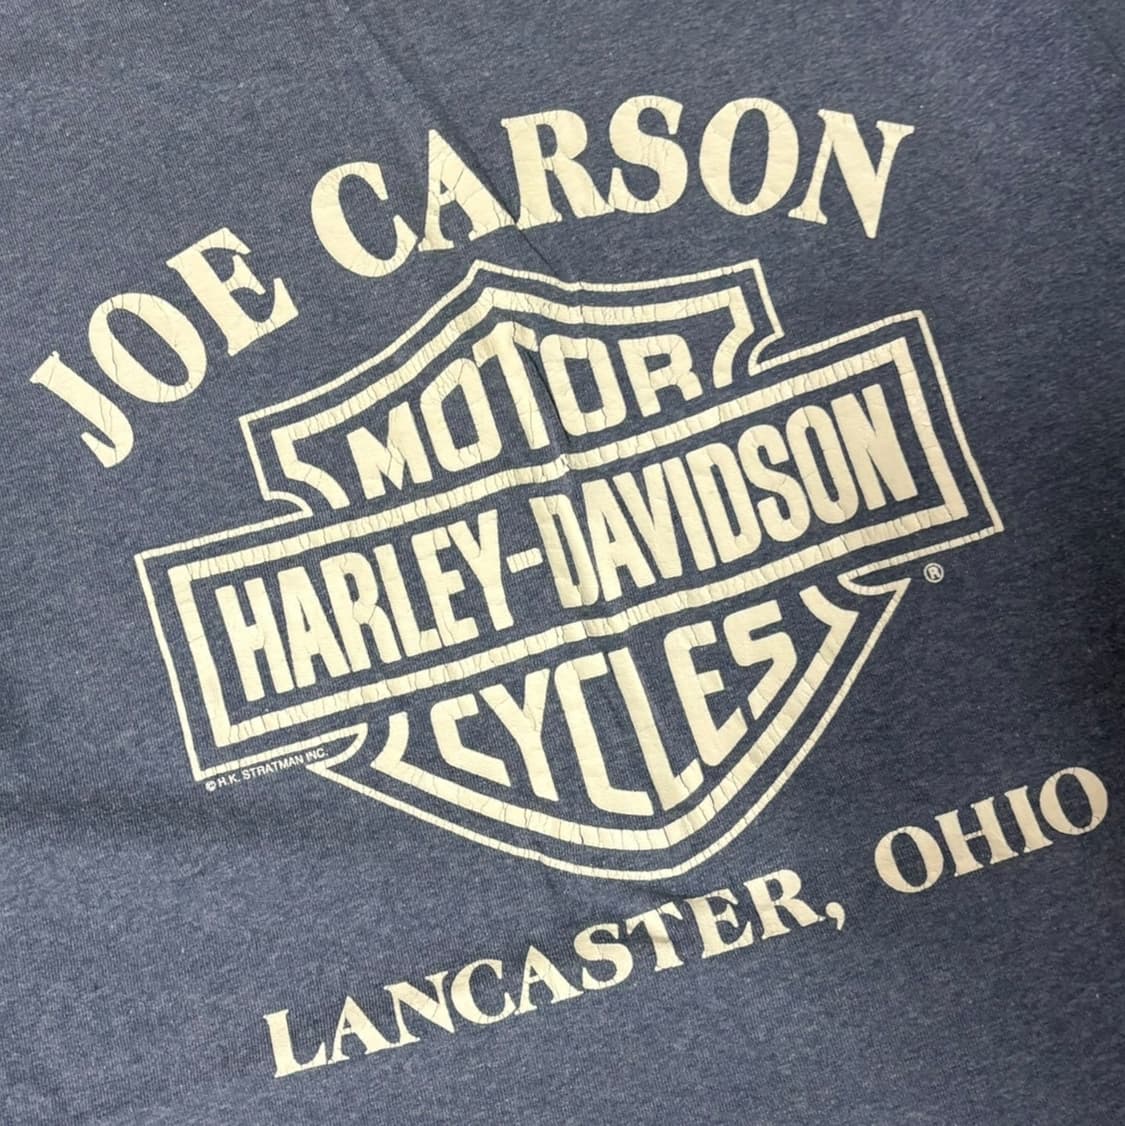 JOE CARSON
MOTOR
HARLEY-DAVIDSON
®
CYCLES
© R.K. STRATMAN INC.
LANCASTER, OHIO